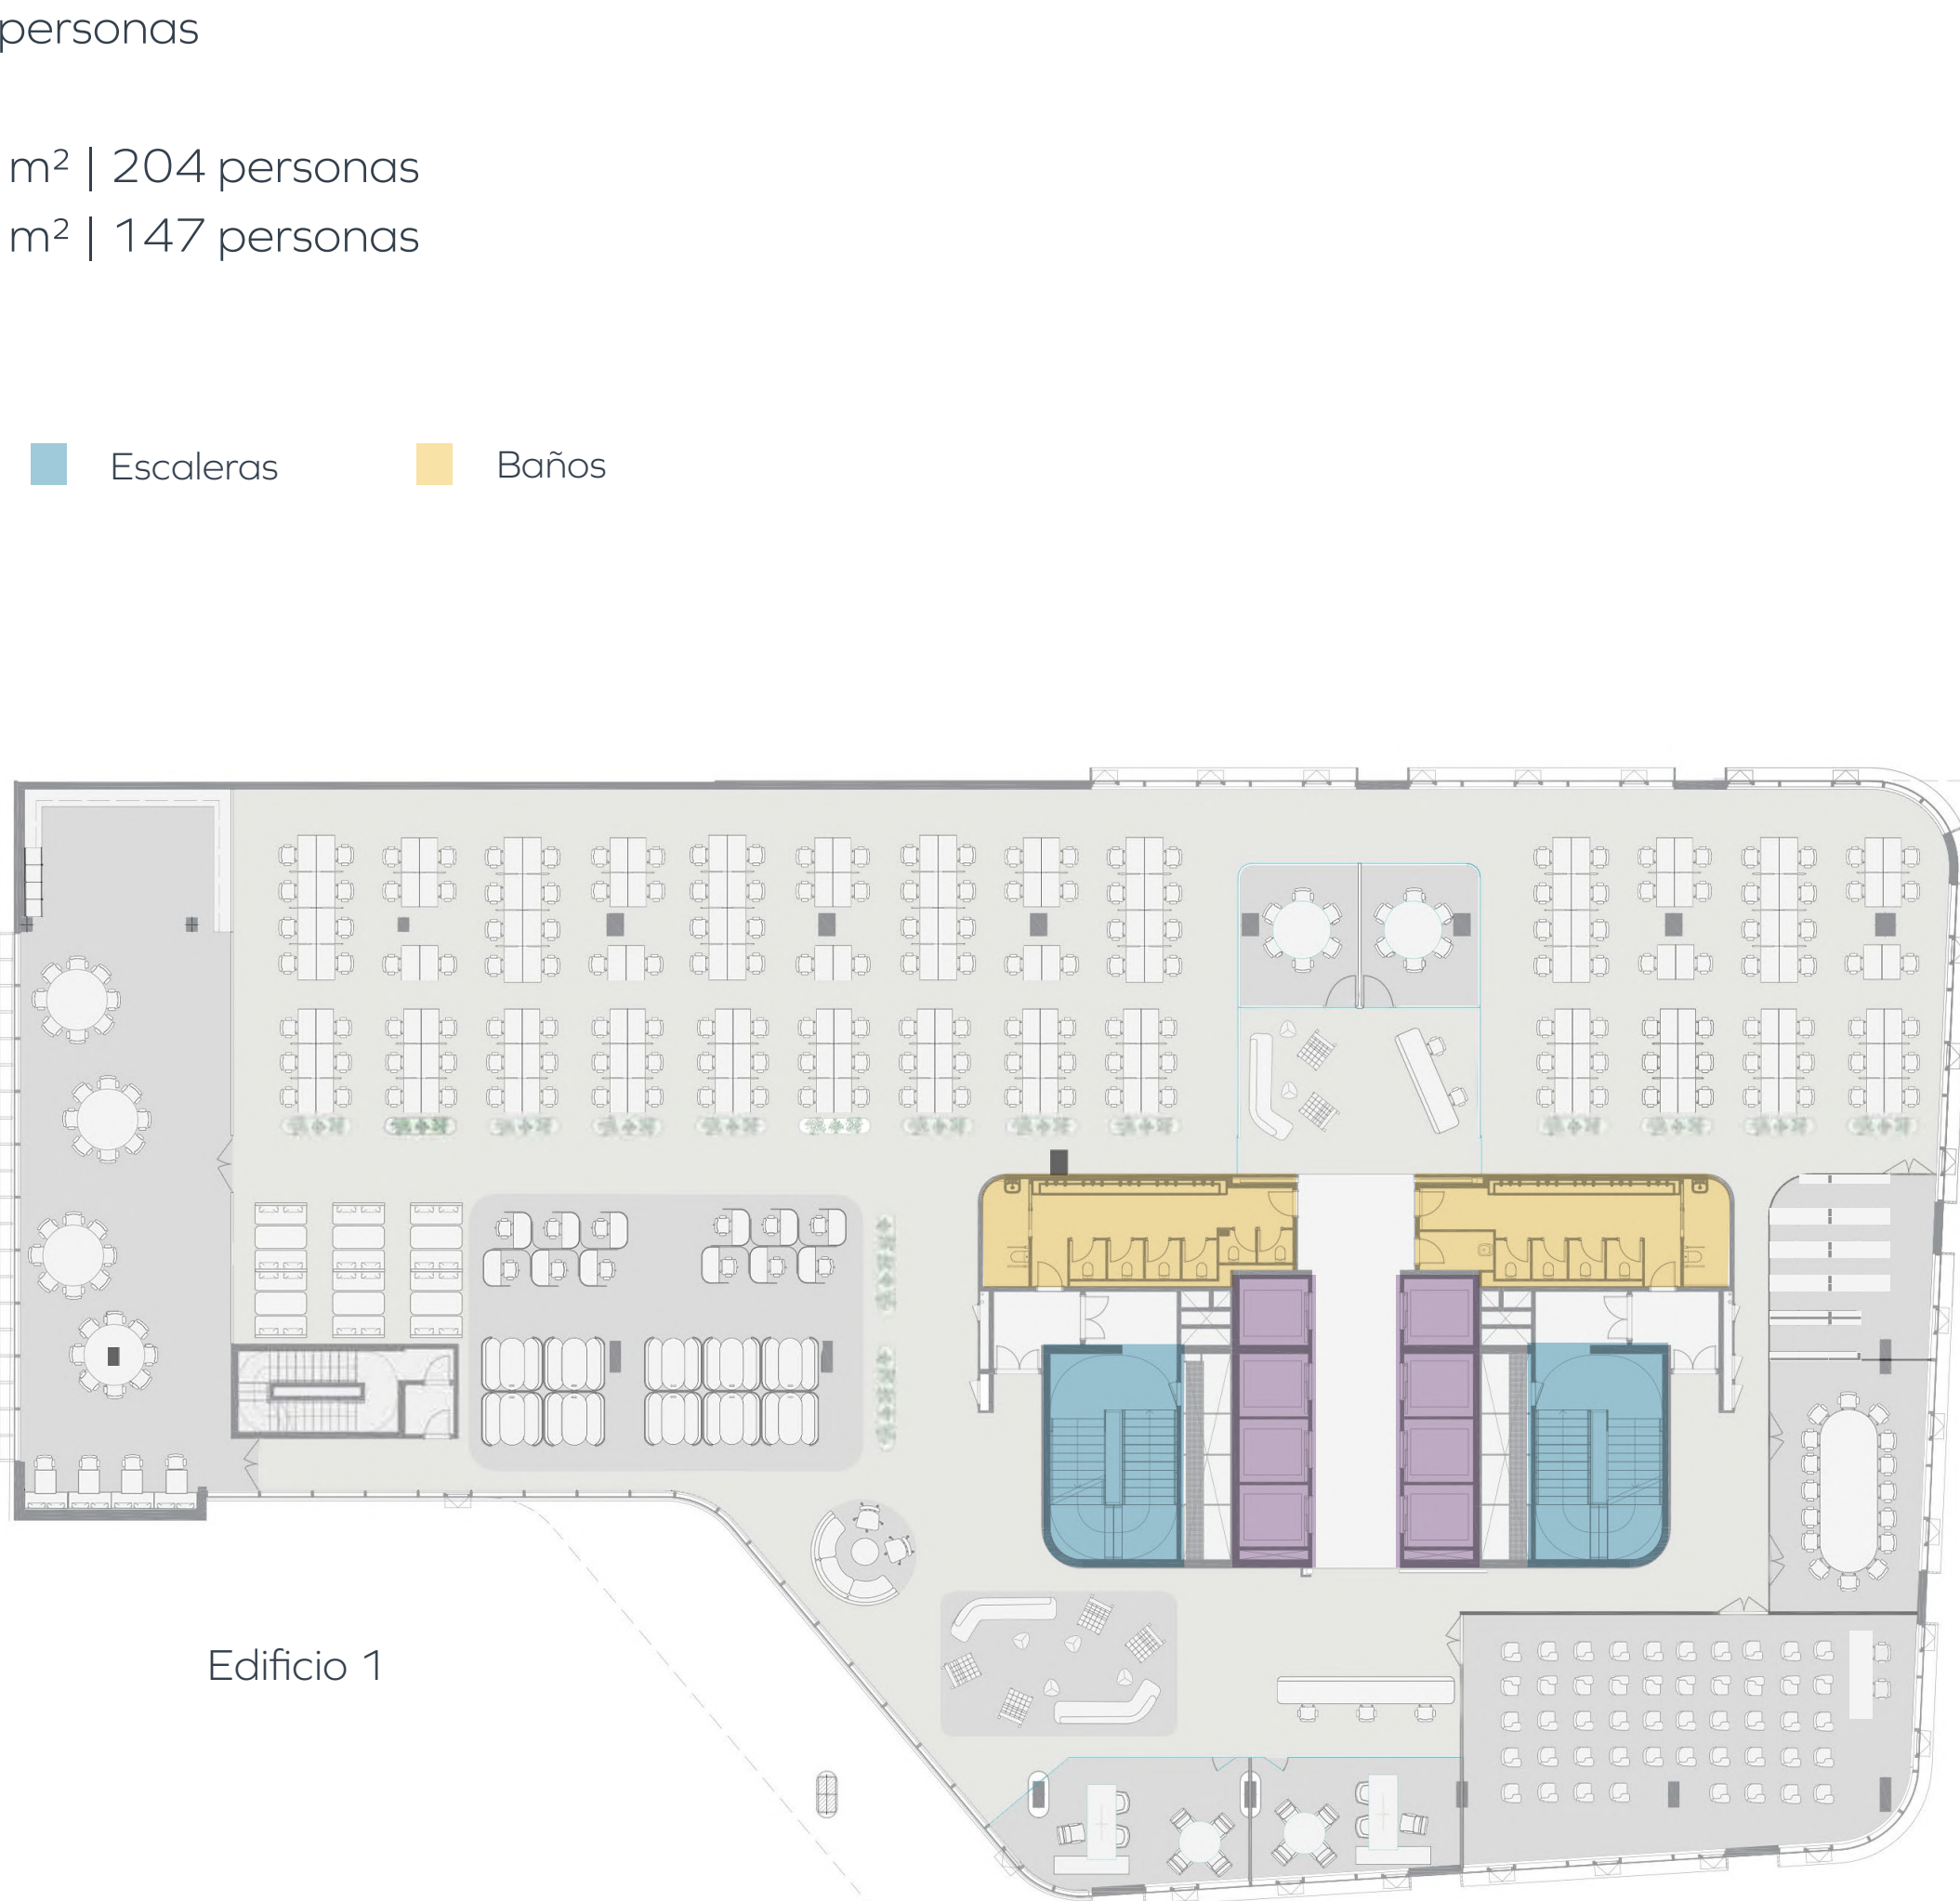 personas
m² | 204 personas
m² | 147 personas
Escaleras
Baños
Edificio 1